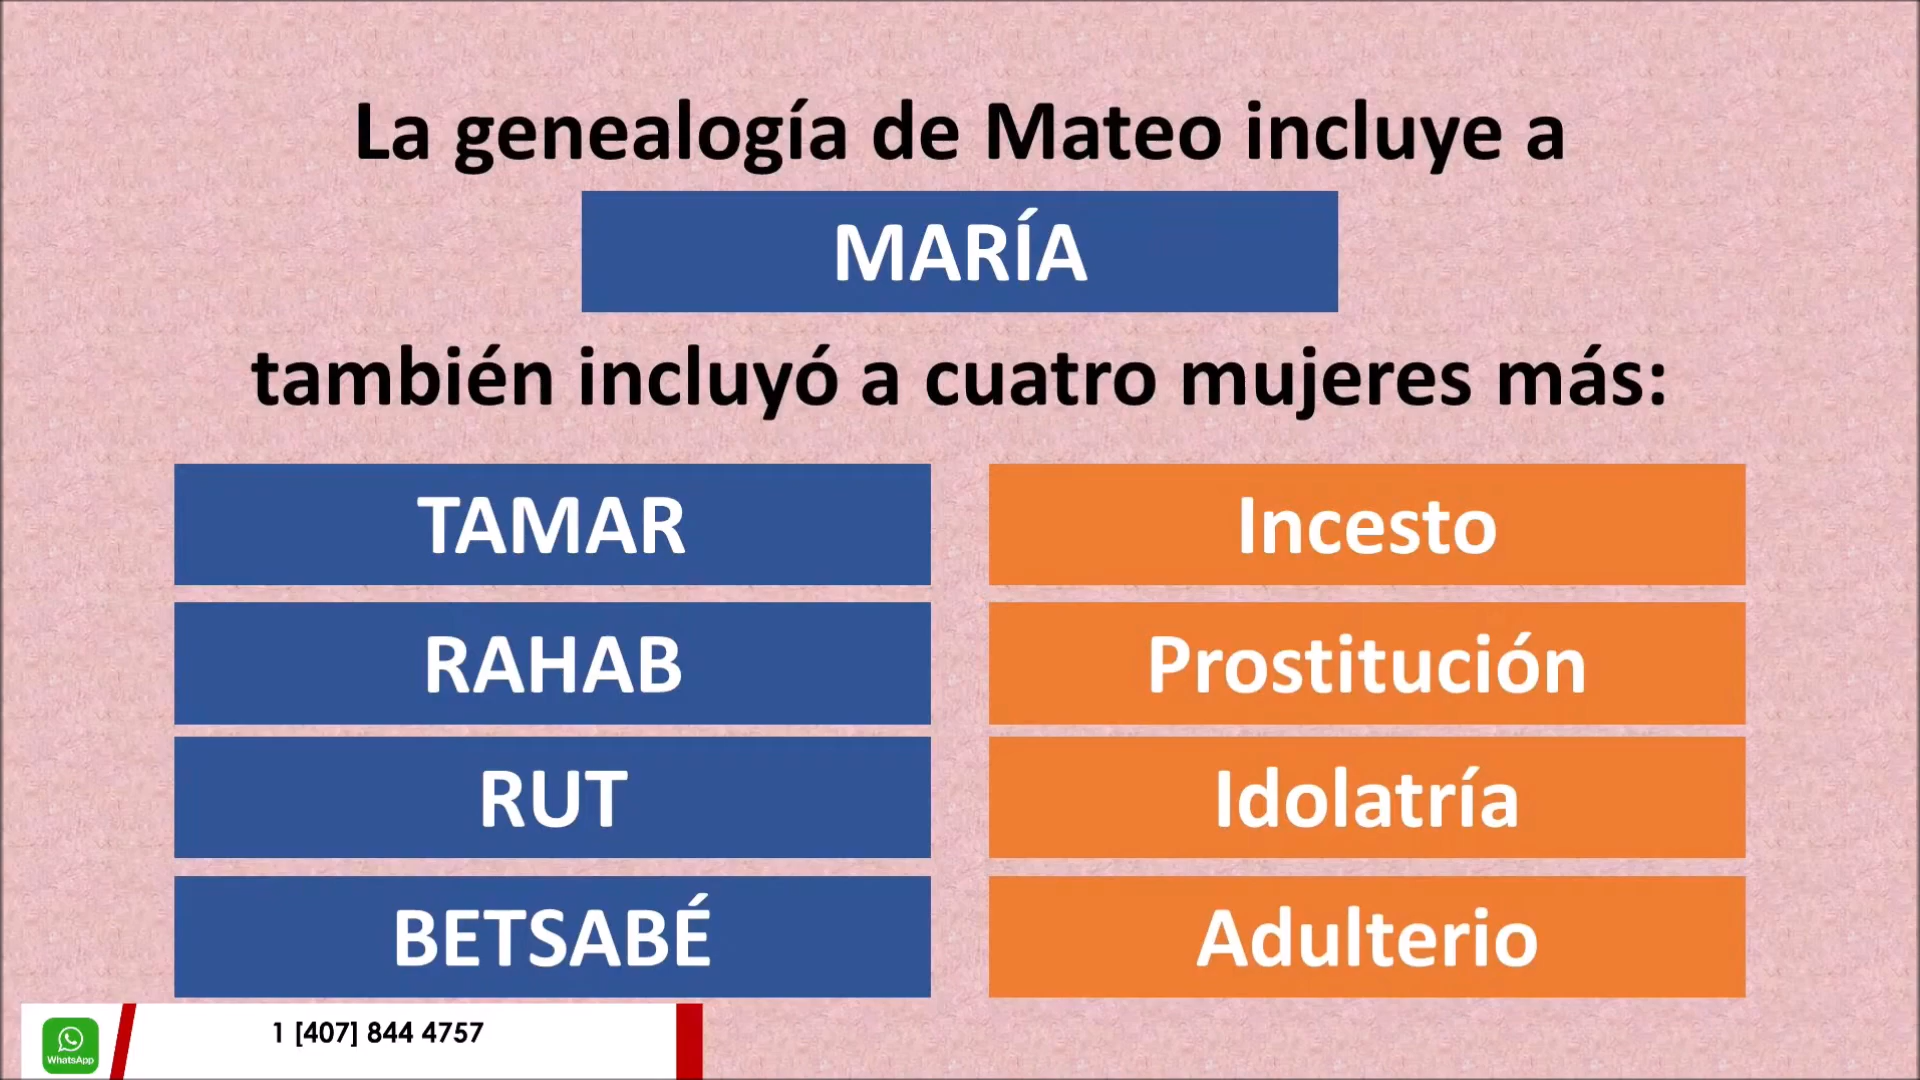 La genealogía de Mateo incluye a
MARÍA
también incluyó a cuatro mujeres más:
TAMAR
Incesto
RAHAB
Prostitución
RUT
Idolatría
BETSABÉ
Adulterio
WhatsApp
1 [407] 844 4757